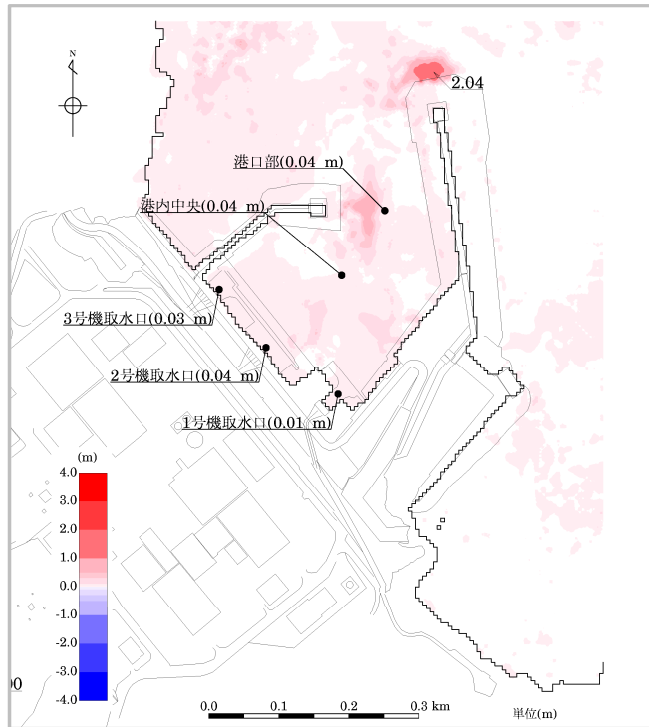 N
2.04
港口部(0.04 m)
港内中央(0.04 m)
3号機取水口(0.03 m)
2号機取水口(0.04 m)
1号機取水口(0.01 m)
(m)
4.0
3.0
2.0
1.0
0.0
-1.0
-2.0
-3.0
-4.0
00
0.0 0.1 0.2 0.3 km
単位(m)